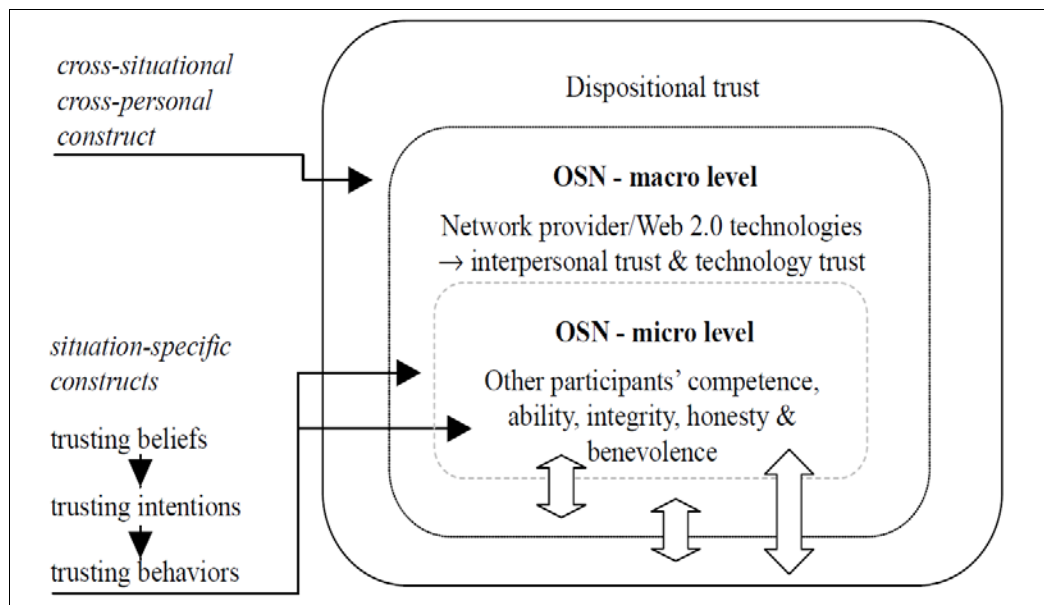 cross-situational
cross-personal
construct
Dispositional trust
OSN - macro level
Network provider/Web 2.0 technologies
→ interpersonal trust & technology trust
OSN - micro level
Other participants’ competence,
ability, integrity, honesty &
benevolence
situation-specific
constructs
trusting beliefs
trusting intentions
trusting behaviors